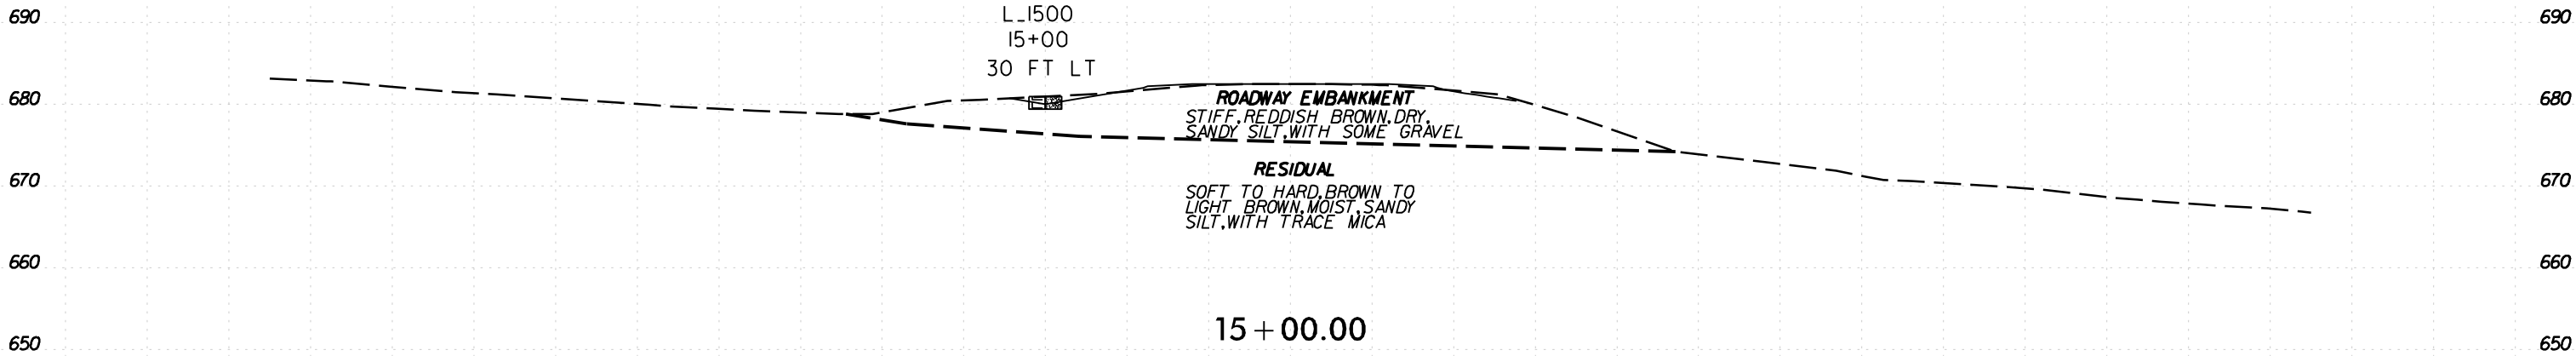 690 690
L_1500
15+00
30 FT LT
680 680
ROADWAY EMBANKMENT
STIFF, REDDISH BROWN, DRY,
SANDY SILT, WITH SOME GRAVEL
RESIDUAL
670 670
SOFT TO HARD, BROWN TO
LIGHT BROWN, MOIST, SANDY
SILT, WITH TRACE MICA
660 660
15+00.00
650 650